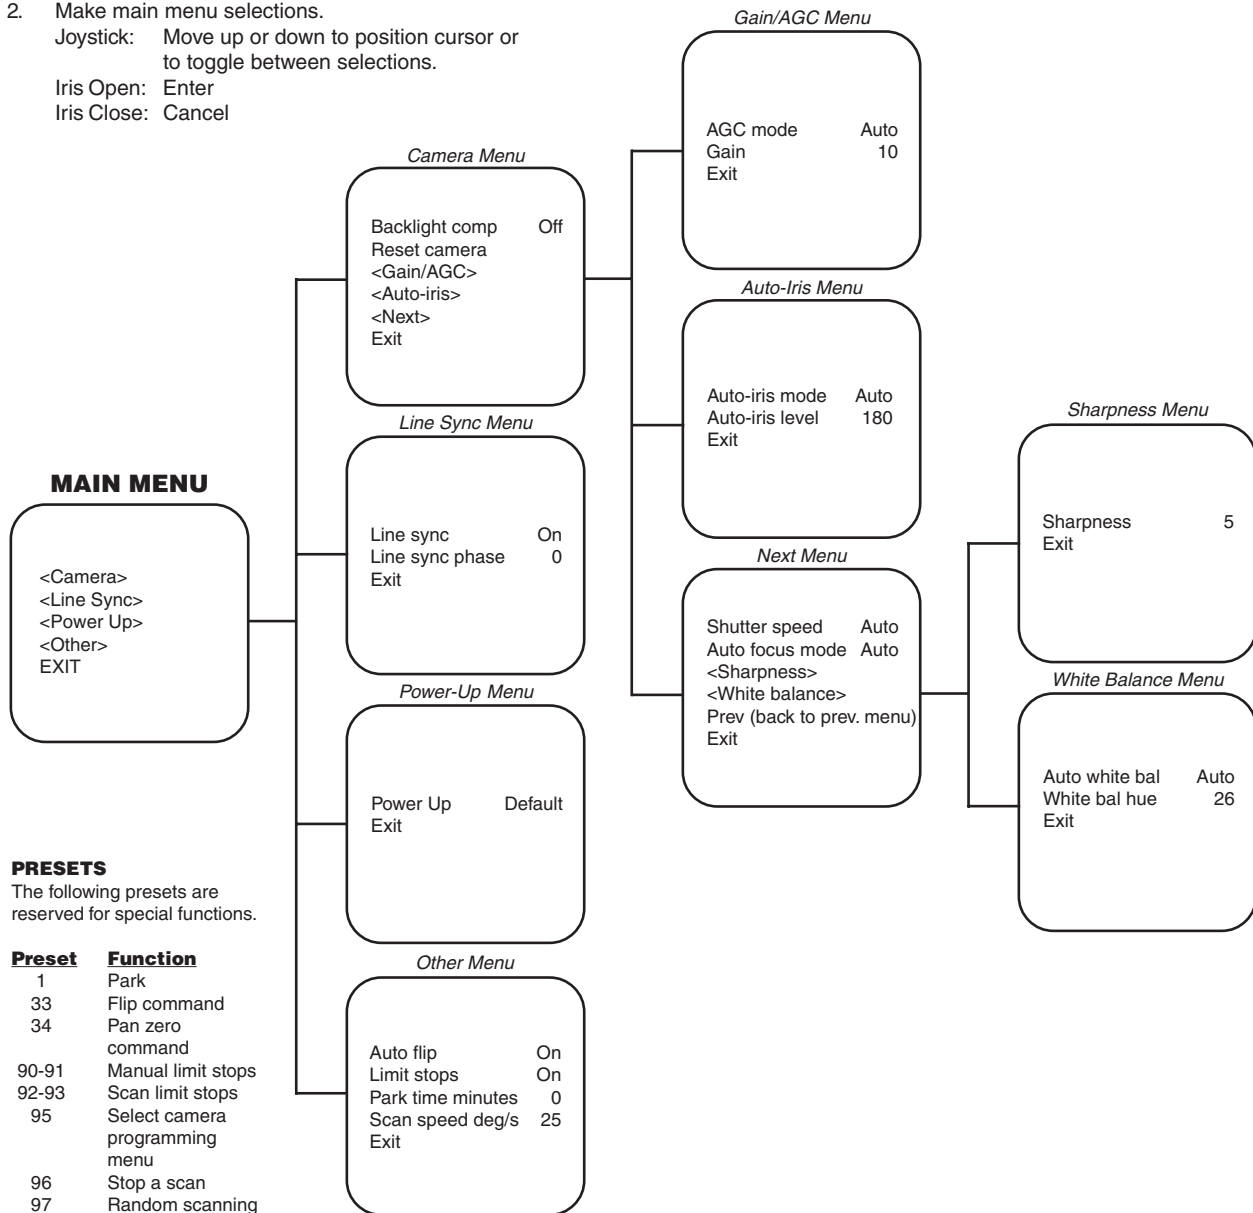 2. Make main menu selections.
Joystick: Move up or down to position cursor or
to toggle between selections.
Iris Open: Enter
Iris Close: Cancel
MAIN MENU
<Camera>
<Line Sync>
<Power Up>
<Other>
EXIT
Camera Menu
Backlight comp Off
Reset camera
<Gain/AGC>
<Auto-iris>
<Next>
Exit
Line Sync Menu
Line sync On
Line sync phase 0
Exit
Power-Up Menu
Power Up Default
Exit
Other Menu
Auto flip On
Limit stops On
Park time minutes 0
Scan speed deg/s 25
Exit
Gain/AGC Menu
AGC mode Auto
Gain 10
Exit
Auto-Iris Menu
Auto-iris mode Auto
Auto-iris level 180
Exit
Next Menu
Shutter speed Auto
Auto focus mode Auto
<Sharpness>
<White balance>
Prev (back to prev. menu)
Exit
Sharpness Menu
Sharpness 5
Exit
White Balance Menu
Auto white bal Auto
White bal hue 26
Exit
PRESETS
The following presets are
reserved for special functions.
Preset Function
1 Park
33 Flip command
34 Pan zero
command
90-91 Manual limit stops
92-93 Scan limit stops
95 Select camera
programming
menu
96 Stop a scan
97 Random scanning